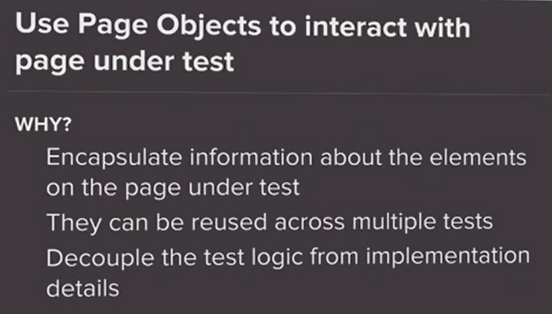 Use Page Objects to interact with
page under test
WHY?
Encapsulate information about the elements
on the page under test
They can be reused across multiple tests
Decouple the test logic from implementation
details